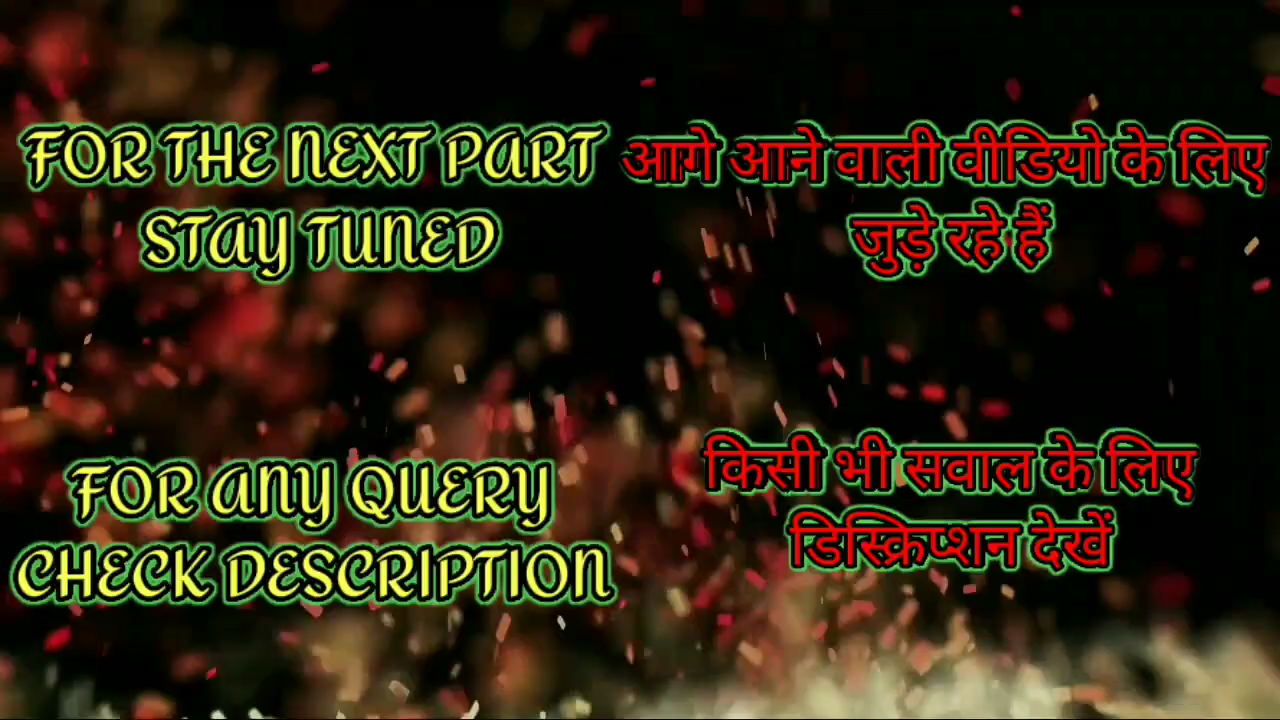 FOR THE NEXT PART
STAY TUNED
आगे आने वाली वीडियो के लिए
जुड़े रहे हैं
FOR ANY QUERY
CHECK DESCRIPTION
किसी भी सवाल के लिए
डिस्क्रिप्शन देखें